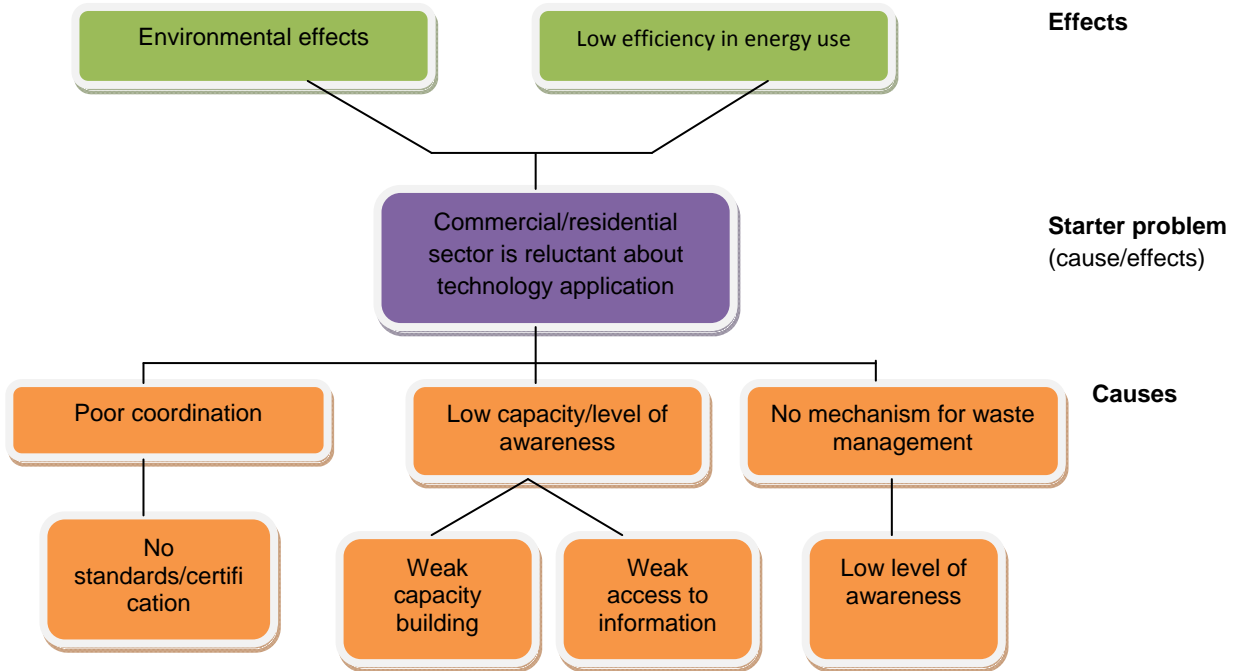 Environmental effects
Low efficiency in energy use
Effects
Commercial/residential
sector is reluctant about
technology application
Starter problem
(cause/effects)
Causes
Poor coordination
Low capacity/level of
awareness
No mechanism for waste
management
No
standards/certifi
cation
Weak
capacity
building
Weak
access to
information
Low level of
awareness